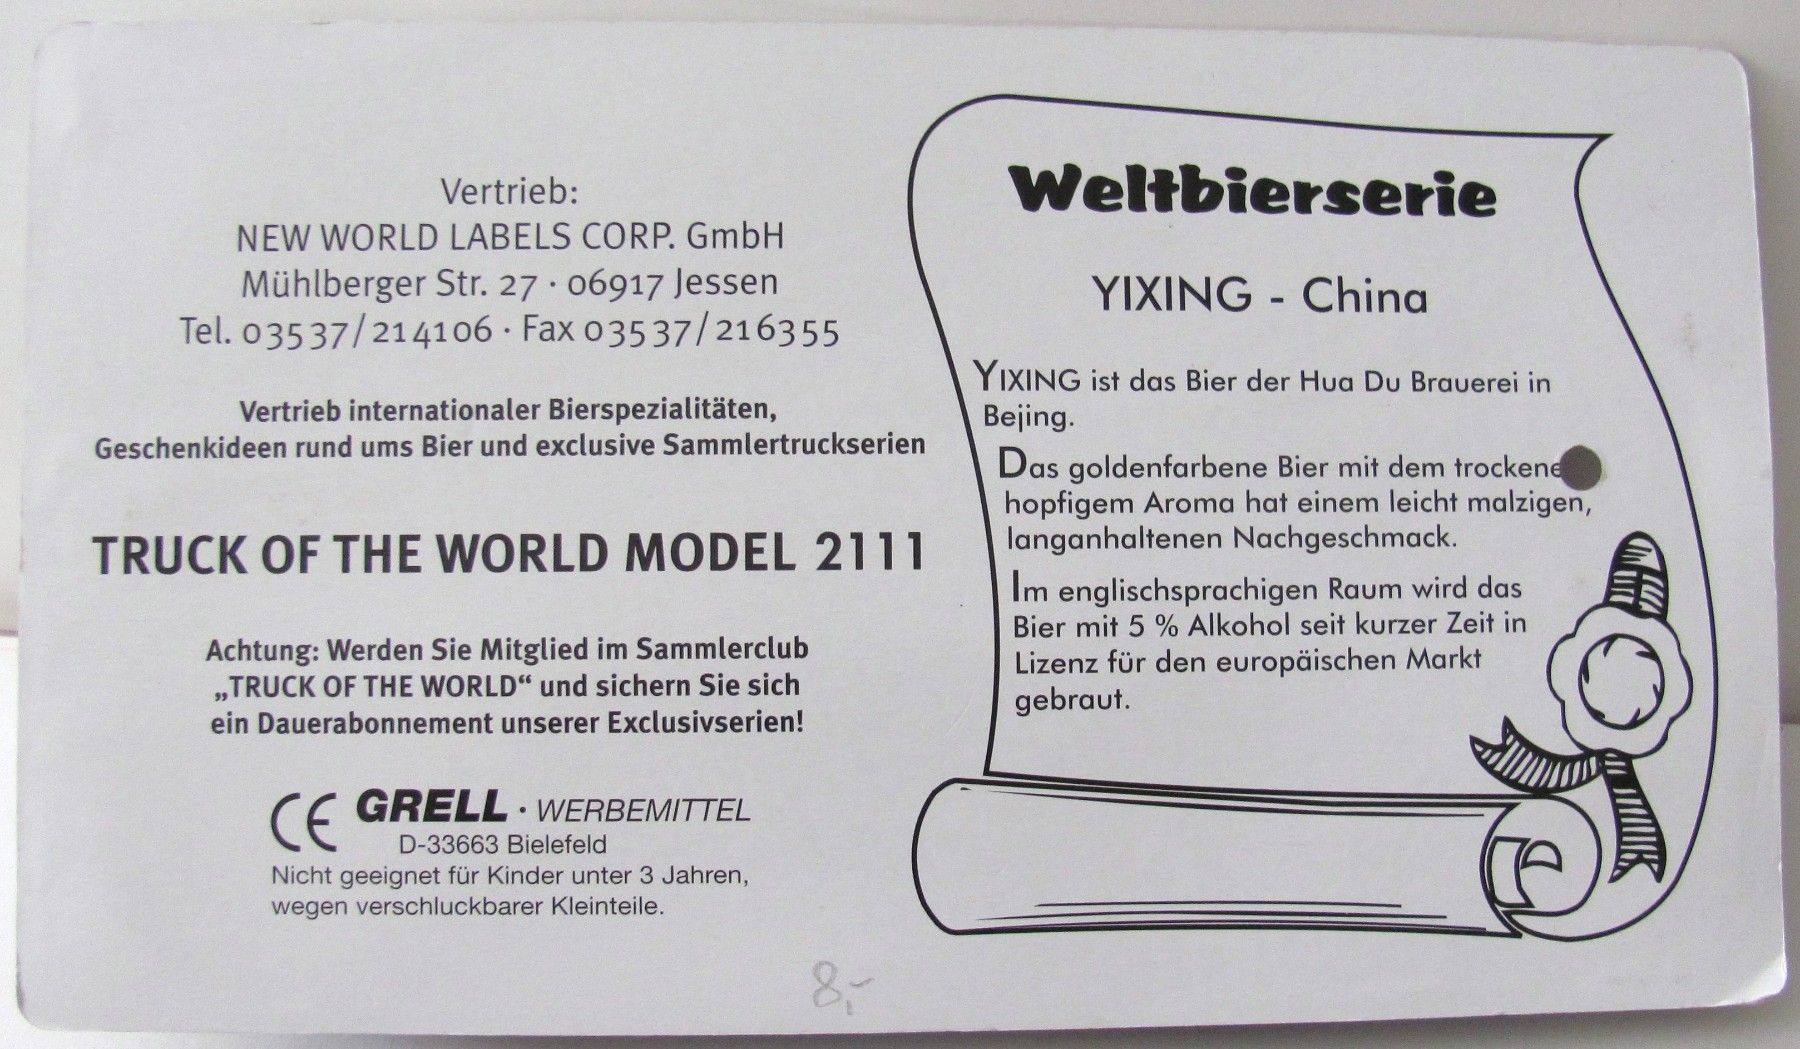 Vertrieb:
NEW WORLD LABELS CORP. GmbH
Mühlberger Str. 27 · 06917 Jessen
Tel. 03537/214106 · Fax 03537/216355
Vertrieb internationaler Bierspezialitäten,
Geschenkideen rund ums Bier und exclusive Sammlertruckserien
TRUCK OF THE WORLD MODEL 2111
Achtung: Werden Sie Mitglied im Sammlerclub
„TRUCK OF THE WORLD“ und sichern Sie sich
ein Dauerabonnement unserer Exclusivserien!
CE GRELL · WERBEMITTEL
D-33663 Bielefeld
Nicht geeignet für Kinder unter 3 Jahren,
wegen verschluckbarer Kleinteile.
8,-
Weltbierserie
YIXING - China
YIXING ist das Bier der Hua Du Brauerei in
Bejing.
Das goldenfarbene Bier mit dem trockene
hopfigem Aroma hat einem leicht malzigen,
langanhaltenen Nachgeschmack.
Im englischsprachigen Raum wird das
Bier mit 5 % Alkohol seit kurzer Zeit in
Lizenz für den europäischen Markt
gebraut.